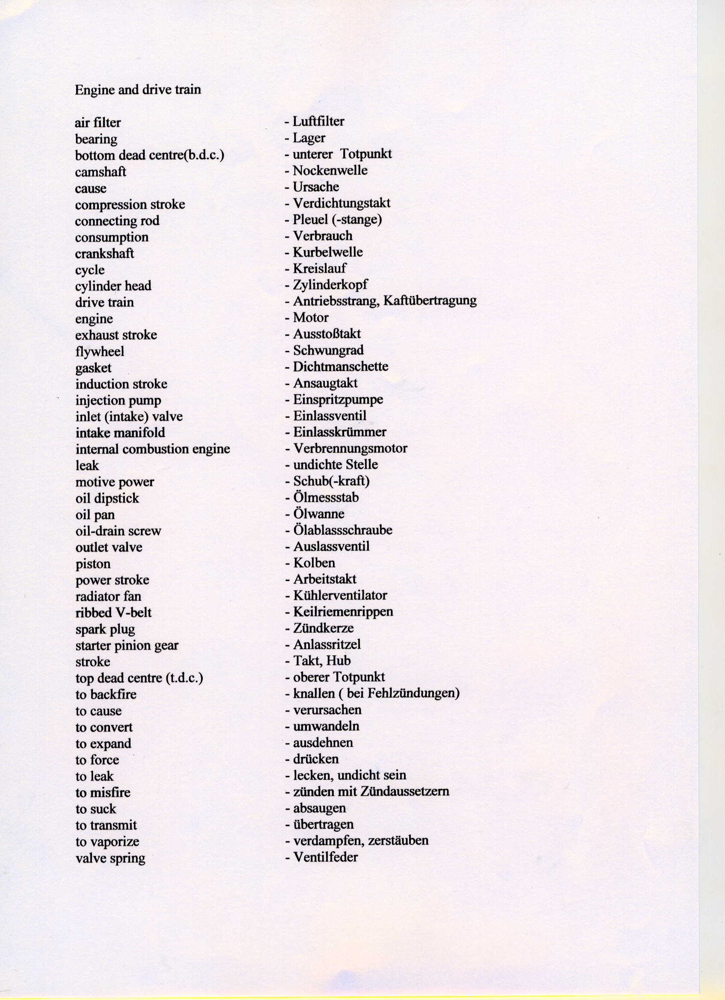 Engine and drive train
air filter - Luftfilter
bearing - Lager
bottom dead centre(b.d.c.) - unterer Totpunkt
camshaft - Nockenwelle
cause - Ursache
compression stroke - Verdichtungstakt
connecting rod - Pleuel (-stange)
consumption - Verbrauch
crankshaft - Kurbelwelle
cycle - Kreislauf
cylinder head - Zylinderkopf
drive train - Antriebsstrang, Kaftübertragung
engine - Motor
exhaust stroke - Ausstoßtakt
flywheel - Schwungrad
gasket - Dichtmanschette
induction stroke - Ansaugtakt
injection pump - Einspritzpumpe
inlet (intake) valve - Einlassventil
intake manifold - Einlasskrümmer
internal combustion engine - Verbrennungsmotor
leak - undichte Stelle
motive power - Schub(-kraft)
oil dipstick - Ölmessstab
oil pan - Ölwanne
oil-drain screw - Ölablassschraube
outlet valve - Auslassventil
piston - Kolben
power stroke - Arbeitstakt
radiator fan - Kühlerventilator
ribbed V-belt - Keilriemenrippen
spark plug - Zündkerze
starter pinion gear - Anlassritzel
stroke - Takt, Hub
top dead centre (t.d.c.) - oberer Totpunkt
to backfire - knallen ( bei Fehlzündungen)
to cause - verursachen
to convert - umwandeln
to expand - ausdehnen
to force - drücken
to leak - lecken, undicht sein
to misfire - zünden mit Zündaussetzern
to suck - absaugen
to transmit - übertragen
to vaporize - verdampfen, zerstäuben
valve spring - Ventilfeder